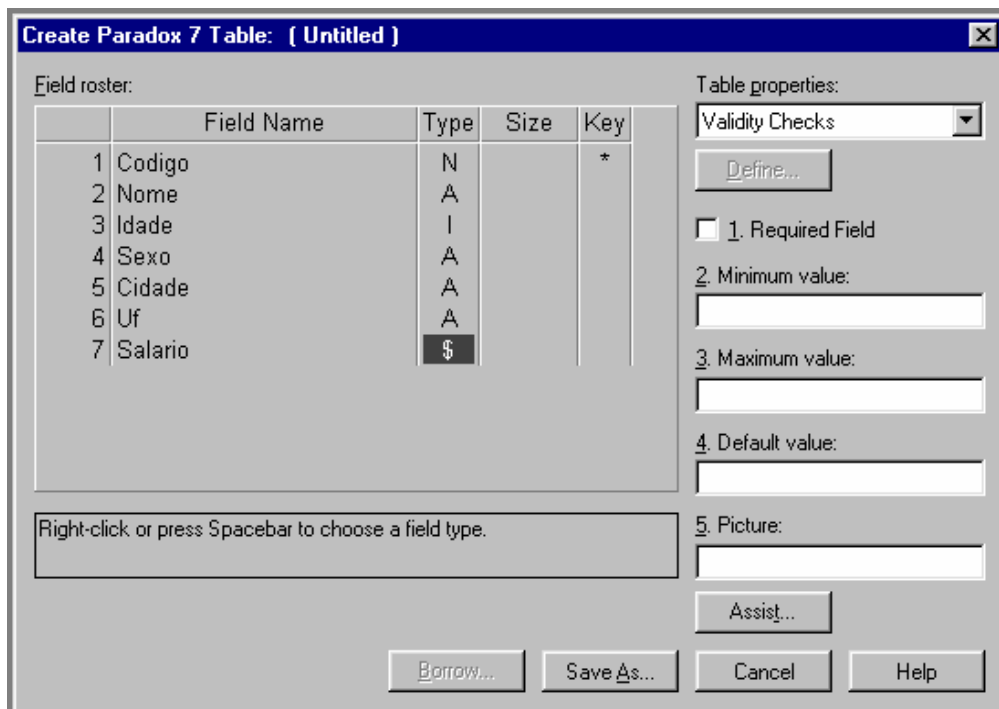 Create Paradox 7 Table: ( Untitled )
Field roster:
Field Name Type Size Key
1 Codigo N *
2 Nome A
3 Idade I
4 Sexo A
5 Cidade A
6 Uf A
7 Salario $
Right-click or press Spacebar to choose a field type.
Borrow...
Save As...
Table properties:
Validity Checks
Define...
1. Required Field
2. Minimum value:
3. Maximum value:
4. Default value:
5. Picture:
Assist...
Cancel
Help